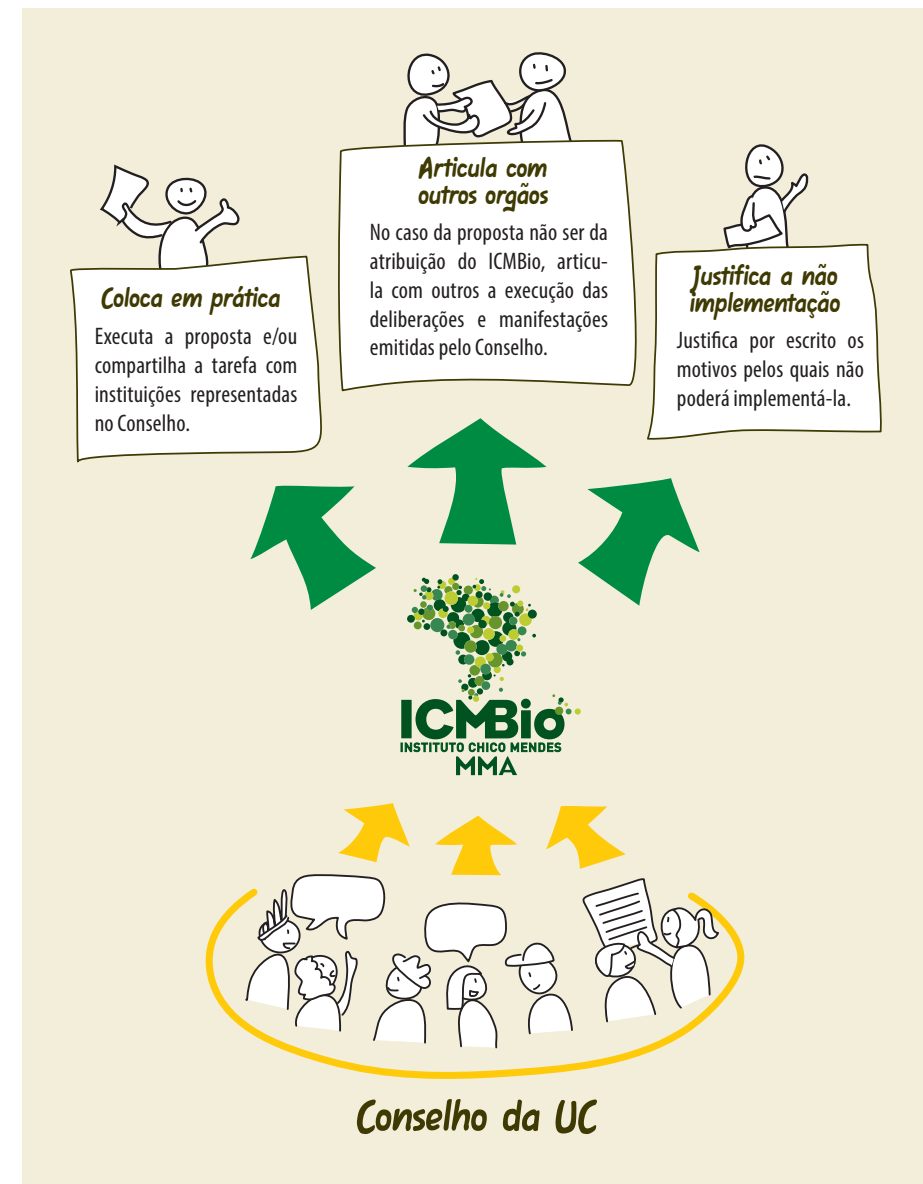 Articula com
outros orgãos
No caso da proposta não ser da
atribuição do ICMBio, articu-
la com outros a execução das
deliberações e manifestações
emitidas pelo Conselho.
Coloca em prática
Executa a proposta e/ou
compartilha a tarefa com
instituições representadas
no Conselho.
Justifica a não
implementação
Justifica por escrito os
motivos pelos quais não
poderá implementá-la.
ICMBio
INSTITUTO CHICO MENDES
MMA
Conselho da UC